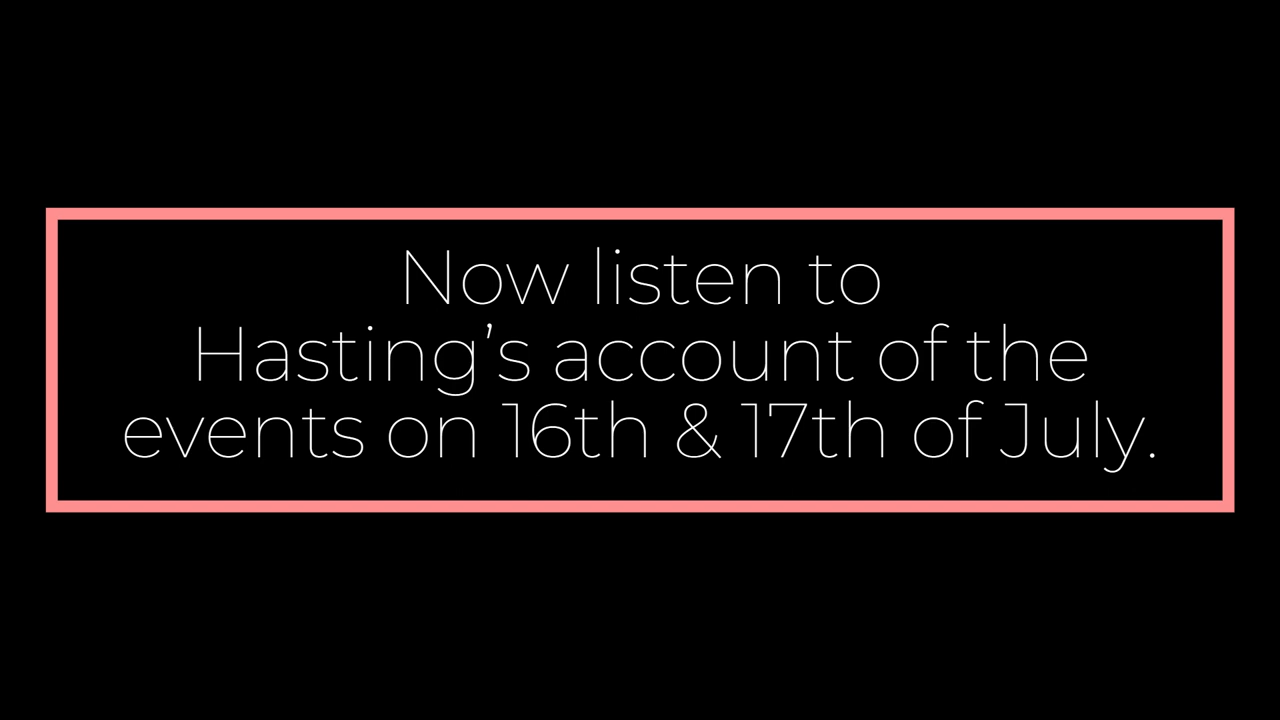 Now listen to
Hasting’s account of the
events on 16th & 17th of July.